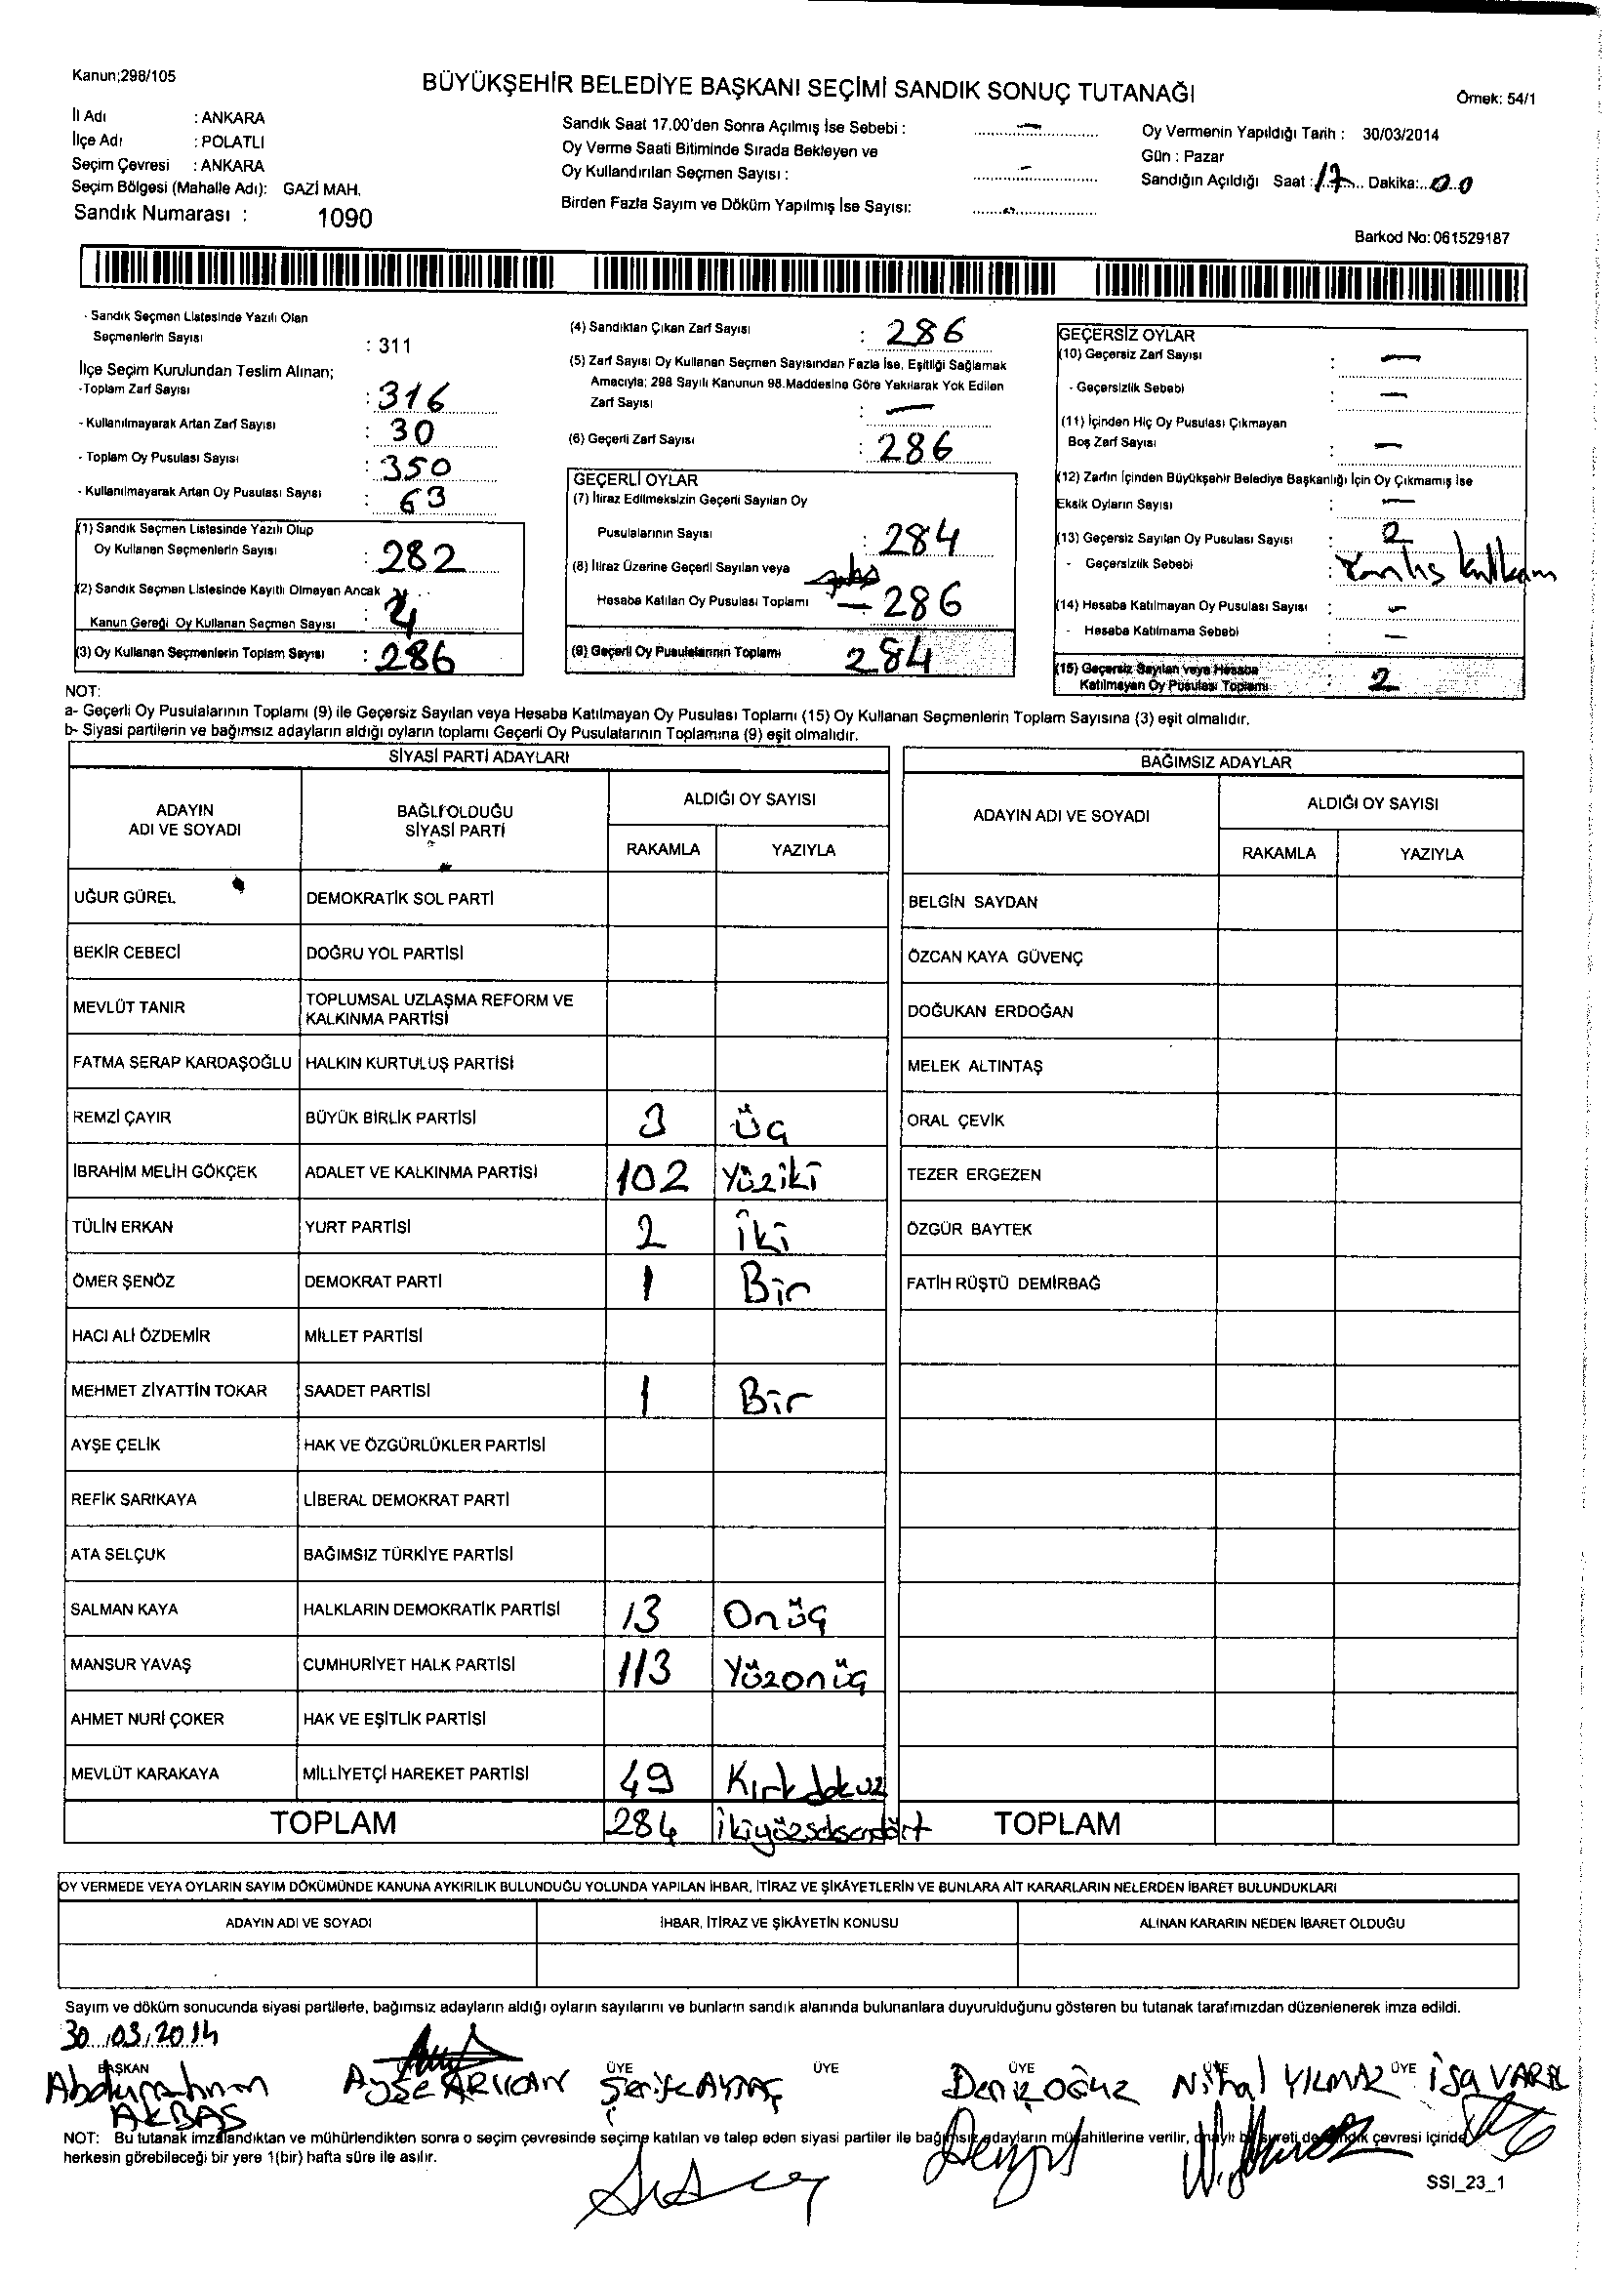 Kanun;298/105
BÜYÜKŞEHİR BELEDİYE BAŞKANI SEÇİMİ SANDIK SONUÇ TUTANAĞI
Örnek: 54/1
İl Adı : ANKARA
İlçe Adı : POLATLI
Seçim Çevresi : ANKARA
Seçim Bölgesi (Mahalle Adı): GAZİ MAH.
Sandık Numarası : 1090
Sandık Saat 17.00'den Sonra Açılmış İse Sebebi : –
Oy Verme Saati Bitiminde Sırada Bekleyen ve
Oy Kullandırılan Seçmen Sayısı : –
Birden Fazla Sayım ve Döküm Yapılmış İse Sayısı:
Oy Vermenin Yapıldığı Tarih : 30/03/2014
Gün : Pazar
Sandığın Açıldığı Saat : 17 Dakika: 00
Barkod No: 061529187
- Sandık Seçmen Listesinde Yazılı Olan
Seçmenlerin Sayısı : 311
İlçe Seçim Kurulundan Teslim Alınan;
-Toplam Zarf Sayısı : 316
- Kullanılmayarak Artan Zarf Sayısı : 30
- Toplam Oy Pusulası Sayısı : 350
- Kullanılmayarak Artan Oy Pusulası Sayısı : 63
(1) Sandık Seçmen Listesinde Yazılı Olup
Oy Kullanan Seçmenlerin Sayısı : 282
(2) Sandık Seçmen Listesinde Kayıtlı Olmayan Ancak
Kanun Gereği Oy Kullanan Seçmen Sayısı : 4
(3) Oy Kullanan Seçmenlerin Toplam Sayısı : 286
(4) Sandıktan Çıkan Zarf Sayısı : 286
(5) Zarf Sayısı Oy Kullanan Seçmen Sayısından Fazla İse, Eşitliği Sağlamak
Amacıyla; 298 Sayılı Kanunun 98.Maddesine Göre Yakılarak Yok Edilen
Zarf Sayısı : –
(6) Geçerli Zarf Sayısı : 286
GEÇERLİ OYLAR
(7) İtiraz Edilmeksizin Geçerli Sayılan Oy
Pusulalarının Sayısı : 284
(8) İtiraz Üzerine Geçerli Sayılan veya
Hesaba Katılan Oy Pusulası Toplamı – 286
(9) Geçerli Oy Pusulalarının Toplamı 284
GEÇERSİZ OYLAR
(10) Geçersiz Zarf Sayısı : –
- Geçersizlik Sebebi : –
(11) İçinden Hiç Oy Pusulası Çıkmayan
Boş Zarf Sayısı : –
(12) Zarfın İçinden Büyükşehir Belediye Başkanlığı İçin Oy Çıkmamış İse
Eksik Oyların Sayısı : –
(13) Geçersiz Sayılan Oy Pusulası Sayısı : 2
- Geçersizlik Sebebi :
(14) Hesaba Katılmayan Oy Pusulası Sayısı : –
- Hesaba Katılmama Sebebi : –
(15) Geçersiz Sayılan veya Hesaba
Katılmayan Oy Pusulası Toplamı : 2
NOT:
a- Geçerli Oy Pusulalarının Toplamı (9) ile Geçersiz Sayılan veya Hesaba Katılmayan Oy Pusulası Toplamı (15) Oy Kullanan Seçmenlerin Toplam Sayısına (3) eşit olmalıdır.
b- Siyasi partilerin ve bağımsız adayların aldığı oyların toplamı Geçerli Oy Pusulalarının Toplamına (9) eşit olmalıdır.
SİYASİ PARTİ ADAYLARI
ADAYIN ADI VE SOYADI BAĞLI OLDUĞU SİYASİ PARTİ ALDIĞI OY SAYISI
RAKAMLA YAZIYLA
UĞUR GÜREL DEMOKRATİK SOL PARTİ
BEKİR CEBECİ DOĞRU YOL PARTİSİ
MEVLÜT TANIR TOPLUMSAL UZLAŞMA REFORM VE KALKINMA PARTİSİ
FATMA SERAP KARDAŞOĞLU HALKIN KURTULUŞ PARTİSİ
REMZİ ÇAYIR BÜYÜK BİRLİK PARTİSİ 3 Üç
İBRAHİM MELİH GÖKÇEK ADALET VE KALKINMA PARTİSİ 102 Yüziki
TÜLİN ERKAN YURT PARTİSİ 2 İki
ÖMER ŞENÖZ DEMOKRAT PARTİ 1 Bir
HACI ALİ ÖZDEMİR MİLLET PARTİSİ
MEHMET ZİYATTİN TOKAR SAADET PARTİSİ 1 Bir
AYŞE ÇELİK HAK VE ÖZGÜRLÜKLER PARTİSİ
REFİK SARIKAYA LİBERAL DEMOKRAT PARTİ
ATA SELÇUK BAĞIMSIZ TÜRKİYE PARTİSİ
SALMAN KAYA HALKLARIN DEMOKRATİK PARTİSİ 13 Onüç
MANSUR YAVAŞ CUMHURİYET HALK PARTİSİ 113 Yüzonüç
AHMET NURİ ÇOKER HAK VE EŞİTLİK PARTİSİ
MEVLÜT KARAKAYA MİLLİYETÇİ HAREKET PARTİSİ 49 Kırkdokuz
TOPLAM 284 İkiyüzseksendört
BAĞIMSIZ ADAYLAR
ADAYIN ADI VE SOYADI ALDIĞI OY SAYISI
RAKAMLA YAZIYLA
BELGİN SAYDAN
ÖZCAN KAYA GÜVENÇ
DOĞUKAN ERDOĞAN
MELEK ALTINTAŞ
ORAL ÇEVİK
TEZER ERGEZEN
ÖZGÜR BAYTEK
FATİH RÜŞTÜ DEMİRBAĞ
TOPLAM
OY VERMEDE VEYA OYLARIN SAYIM DÖKÜMÜNDE KANUNA AYKIRILIK BULUNDUĞU YOLUNDA YAPILAN İHBAR, İTİRAZ VE ŞİKÂYETLERİN VE BUNLARA AİT KARARLARIN NELERDEN İBARET BULUNDUKLARI
ADAYIN ADI VE SOYADI İHBAR, İTİRAZ VE ŞİKÂYETİN KONUSU ALINAN KARARIN NEDEN İBARET OLDUĞU
Sayım ve döküm sonucunda siyasi partilerle, bağımsız adayların aldığı oyların sayılarını ve bunların sandık alanında bulunanlara duyurulduğunu gösteren bu tutanak tarafımızdan düzenlenerek imza edildi.
30.03.2014
BAŞKAN ÜYE ÜYE ÜYE ÜYE ÜYE
Abdurrahman AKBAŞ Ayşe ARIKAN Şerife Deniz OĞUZ Nihal YILMAZ İsa VAROL
NOT: Bu tutanak imzalandıktan ve mühürlendikten sonra o seçim çevresinde seçime katılan ve talep eden siyasi partiler ile bağımsız adayların müşahitlerine verilir, onaylı bir sureti de sandık çevresi içinde
herkesin görebileceği bir yere 1(bir) hafta süre ile asılır.
SSI_23_1